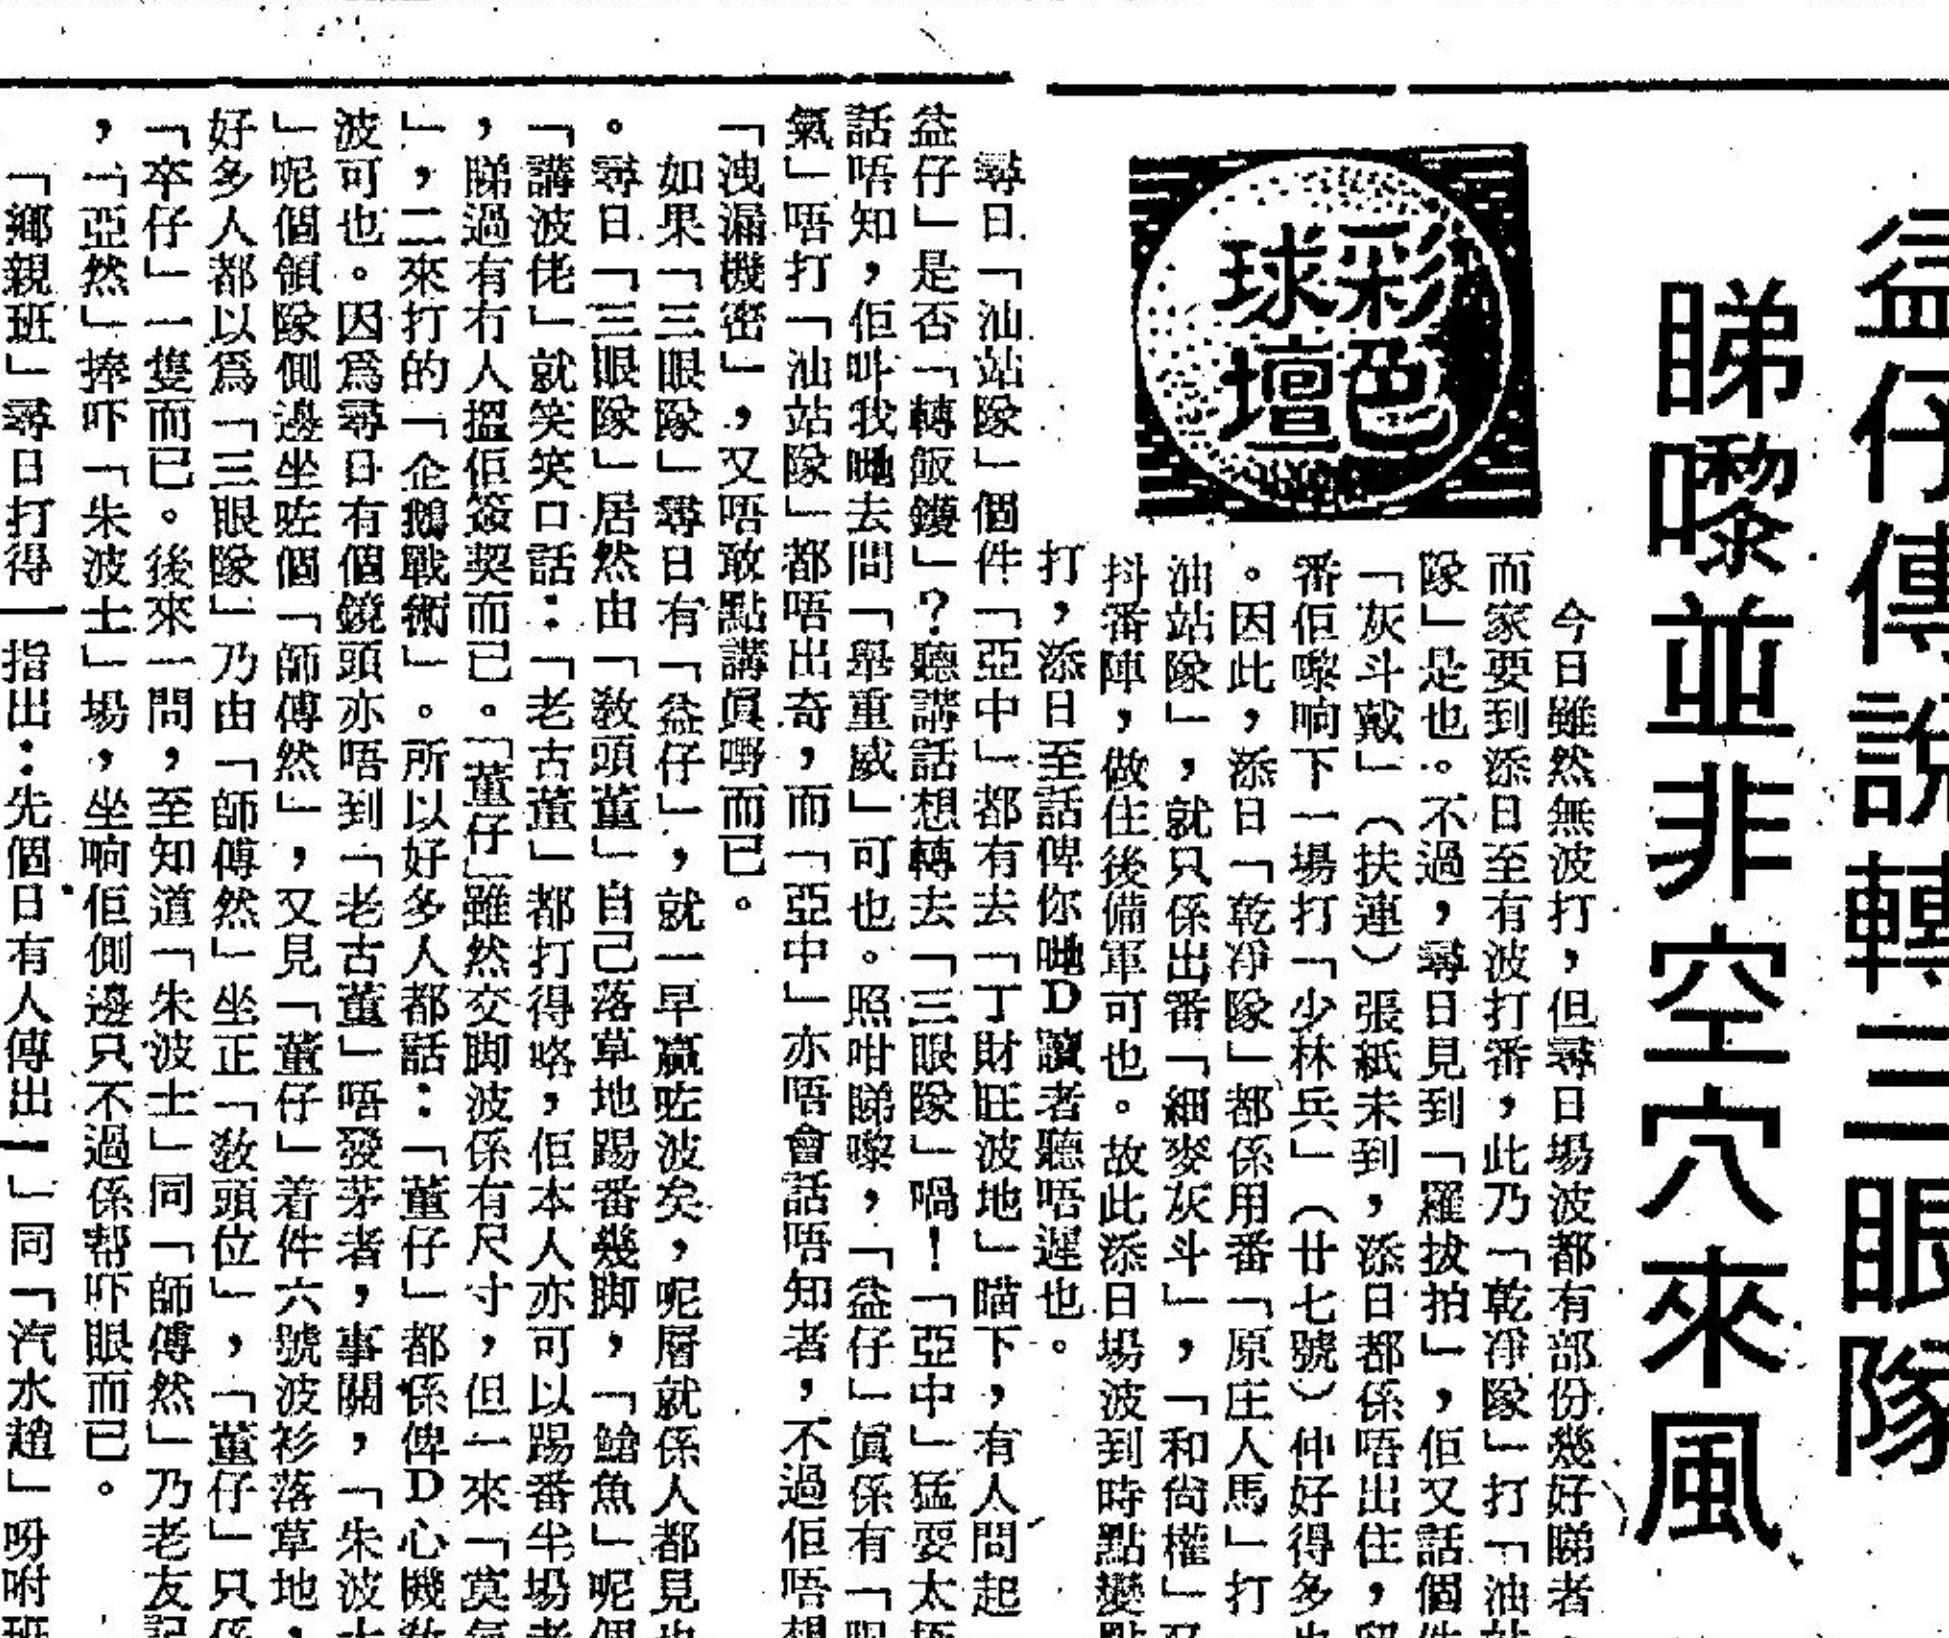 益仔傳說轉三眼隊
睇嚟並非空穴來風
彩色
球壇
今日雖然無波打，但尋日場波都有部份幾好睇者
而家要到添日至有波打番，此乃「乾淨隊」打「油站
隊」是也。不過，尋日見到「羅拔拍」，佢又話個件
「灰斗戴」（扶連）張紙未到，添日都係唔出住，留
番佢嚟响下一場打「少林兵」（廿七號）仲好得多
。因此，添日「乾淨隊」都係用番「原庄人馬」打
油站隊」，就只係出番「細麥灰斗」，「和尙權」又
抖番陣，做住後備軍可也。故此添日場波到時點變點
打，添日至話俾你哋D讀者聽唔遲也。
尋日「油站隊」個件「亞中」都有去「丁財旺波地」瞄下，有人問起
益仔」是否「轉飯鑊」？聽講話想轉去「三眼隊」喎！「亞中」猛耍太極
話唔知，佢叫我哋去問「舉重威」可也。照咁睇嚟，「益仔」眞係有「
氣」唔打「油站隊」都唔出奇，而「亞中」亦唔會話唔知者，不過佢唔想
「洩漏機密」，又唔敢點講眞嘢而已。
如果「三眼隊」尋日有「益仔」，就一早贏咗波矣，呢層就係人都見也
。尋日「三眼隊」居然由「敎頭董」自己落草地踢番幾脚，「鱠魚」呢個
「講波佬」就笑笑口話：「老古董」都打得咯，佢本人亦可以踢番半場者
，睇過有冇人搵佢簽契而已。「董仔」雖然交脚波係有尺寸，但一來「莫氣
」，二來打的「企鵝戰術」。所以好多人都話：「董仔」都係俾D心機敎
波可也。因爲尋日有個鏡頭亦唔到「老古董」唔發茅者，事關，「朱波士
」呢個領隊側邊坐咗個「師傅然」，又見「董仔」着件六號波衫落草地，
好多人都以爲「三眼隊」乃由「師傅然」坐正「敎頭位」，「董仔」只係
「卒仔」一隻而已。後來一問，至知道「朱波士」同「師傅然」乃老友記
，「亞然」捧吓「朱波士」場，坐响佢側邊只不過係帮吓眼而已。
「鄉親班」尋日打得一指出：先個日有人傳出一」同「汽水趙」吩咐班